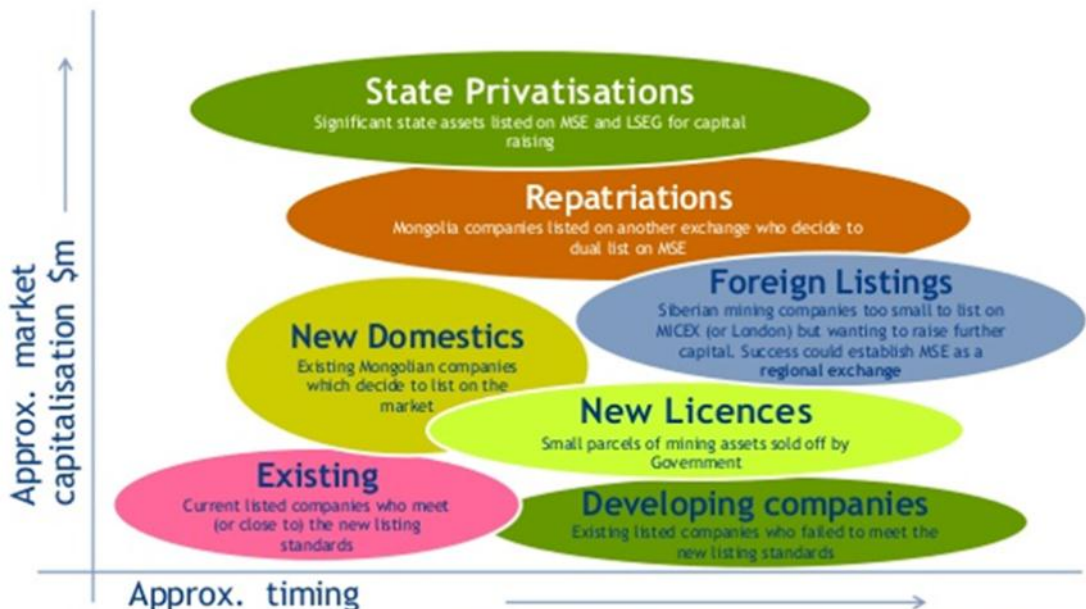 State Privatisations
Significant state assets listed on MSE and LSEG for capital
raising
Repatriations
Mongolia companies listed on another exchange who decide to
dual list on MSE
Foreign Listings
Siberian mining companies too small to list on
MICEX (or London) but wanting to raise further
capital. Success could establish MSE as a
regional exchange
New Domestics
Existing Mongolian companies
which decide to list on the
market
New Licences
Small parcels of mining assets sold off by
Government
Existing
Current listed companies who meet
(or close to) the new listing
standards
Developing companies
Existing listed companies who failed to meet the
new listing standards
Approx. market
capitalisation $m
Approx. timing